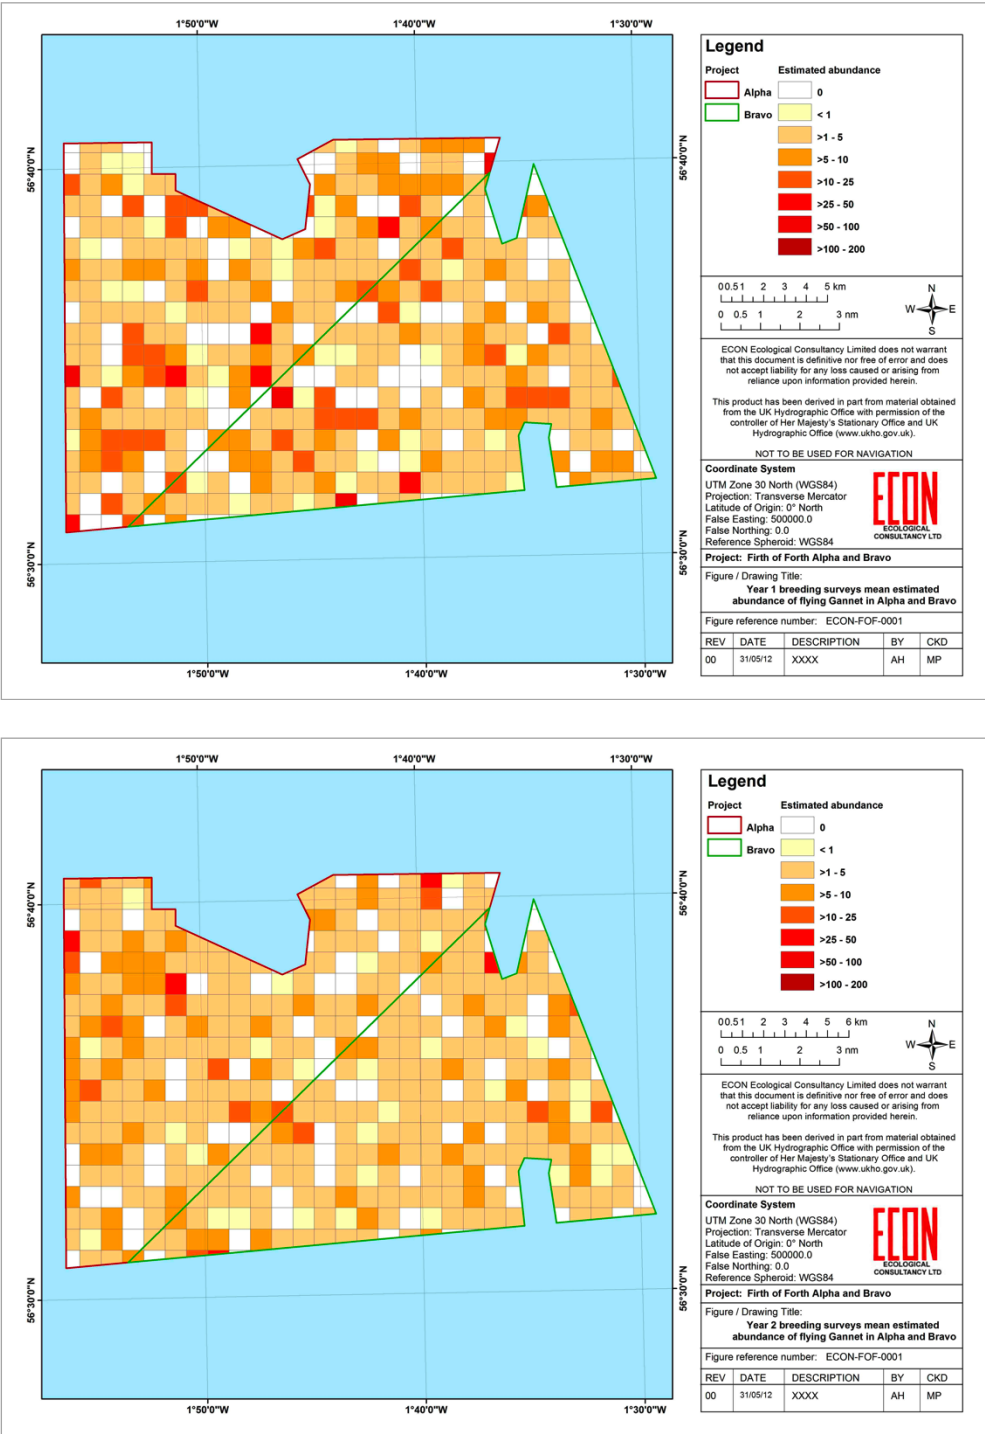 1°50'0"W 1°40'0"W 1°30'0"W
56°40'0"N 56°40'0"N
56°30'0"N 56°30'0"N
1°50'0"W 1°40'0"W 1°30'0"W
Legend
Project Estimated abundance
Alpha 0
Bravo < 1
>1 - 5
>5 - 10
>10 - 25
>25 - 50
>50 - 100
>100 - 200
0 0.5 1 2 3 4 5 km
0 0.5 1 2 3 nm
N
W E
S
ECON Ecological Consultancy Limited does not warrant
that this document is definitive nor free of error and does
not accept liability for any loss caused or arising from
reliance upon information provided herein.
This product has been derived in part from material obtained
from the UK Hydrographic Office with permission of the
controller of Her Majesty's Stationary Office and UK
Hydrographic Office (www.ukho.gov.uk).
NOT TO BE USED FOR NAVIGATION
Coordinate System
UTM Zone 30 North (WGS84)
Projection: Transverse Mercator
Latitude of Origin: 0° North
False Easting: 500000.0
False Northing: 0.0
Reference Spheroid: WGS84
ECON
ECOLOGICAL
CONSULTANCY LTD
Project: Firth of Forth Alpha and Bravo
Figure / Drawing Title:
Year 1 breeding surveys mean estimated
abundance of flying Gannet in Alpha and Bravo
Figure reference number: ECON-FOF-0001
REV DATE DESCRIPTION BY CKD
00 31/05/12 XXXX AH MP
1°50'0"W 1°40'0"W 1°30'0"W
56°40'0"N 56°40'0"N
56°30'0"N 56°30'0"N
1°50'0"W 1°40'0"W 1°30'0"W
Legend
Project Estimated abundance
Alpha 0
Bravo < 1
>1 - 5
>5 - 10
>10 - 25
>25 - 50
>50 - 100
>100 - 200
0 0.5 1 2 3 4 5 6 km
0 0.5 1 2 3 nm
N
W E
S
ECON Ecological Consultancy Limited does not warrant
that this document is definitive nor free of error and does
not accept liability for any loss caused or arising from
reliance upon information provided herein.
This product has been derived in part from material obtained
from the UK Hydrographic Office with permission of the
controller of Her Majesty's Stationary Office and UK
Hydrographic Office (www.ukho.gov.uk).
NOT TO BE USED FOR NAVIGATION
Coordinate System
UTM Zone 30 North (WGS84)
Projection: Transverse Mercator
Latitude of Origin: 0° North
False Easting: 500000.0
False Northing: 0.0
Reference Spheroid: WGS84
ECON
ECOLOGICAL
CONSULTANCY LTD
Project: Firth of Forth Alpha and Bravo
Figure / Drawing Title:
Year 2 breeding surveys mean estimated
abundance of flying Gannet in Alpha and Bravo
Figure reference number: ECON-FOF-0001
REV DATE DESCRIPTION BY CKD
00 31/05/12 XXXX AH MP